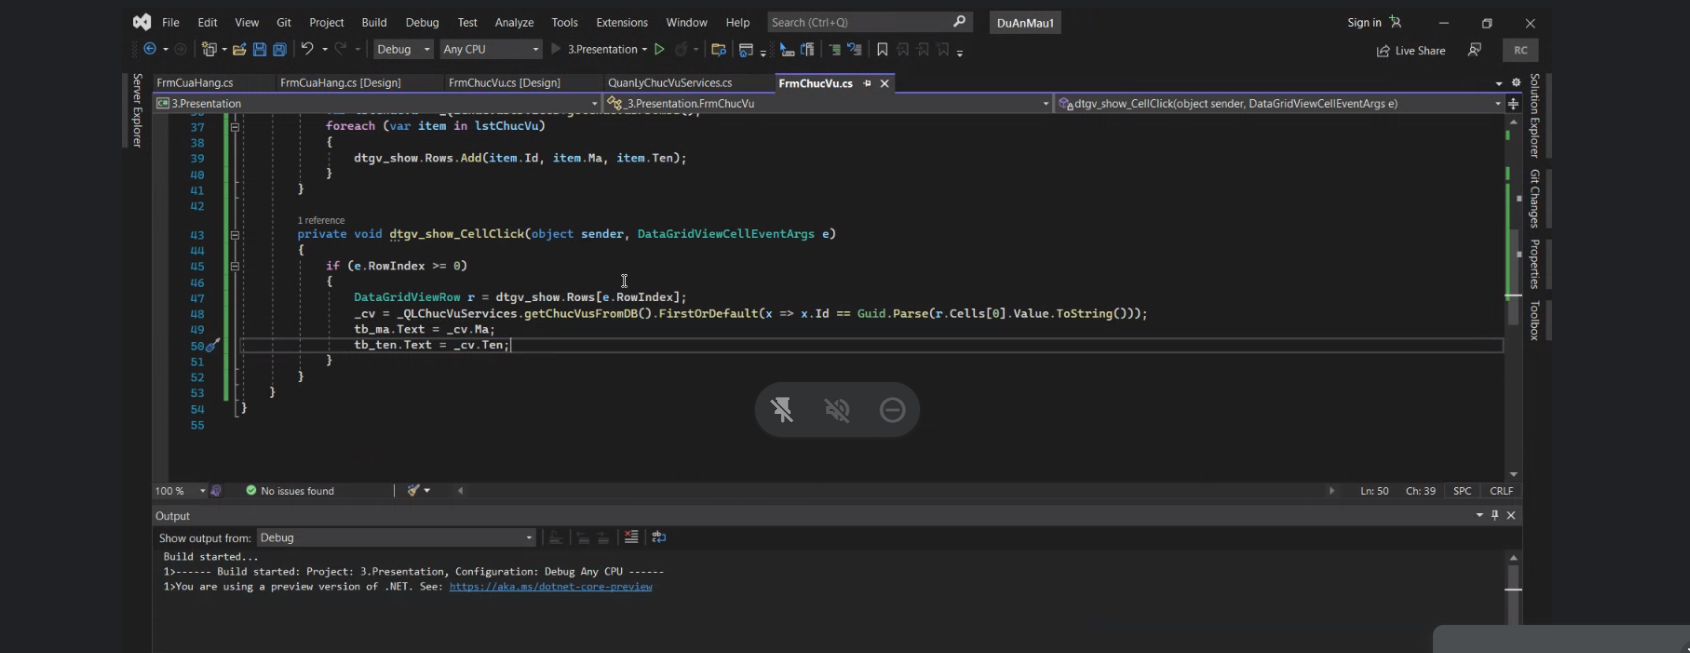 File Edit View Git Project Build Debug Test Analyze Tools Extensions Window Help Search (Ctrl+Q) DuAnMau1 Sign in
Debug Any CPU 3.Presentation Live Share RC
FrmCuaHang.cs FrmCuaHang.cs [Design] FrmChucVu.cs [Design] QuanLyChucVuServices.cs FrmChucVu.cs
3.Presentation _3.Presentation.FrmChucVu dtgv_show_CellClick(object sender, DataGridViewCellEventArgs e)
Server Explorer
Solution Explorer
Git Changes
Properties
Toolbox
37 foreach (var item in lstChucVu)
38 {
39 dtgv_show.Rows.Add(item.Id, item.Ma, item.Ten);
40 }
41 }
42
1 reference
43 private void dtgv_show_CellClick(object sender, DataGridViewCellEventArgs e)
44 {
45 if (e.RowIndex >= 0)
46 {
47 DataGridViewRow r = dtgv_show.Rows[e.RowIndex];
48 _cv = _QLChucVuServices.getChucVusFromDB().FirstOrDefault(x => x.Id == Guid.Parse(r.Cells[0].Value.ToString()));
49 tb_ma.Text = _cv.Ma;
50 tb_ten.Text = _cv.Ten;
51 }
52 }
53 }
54 }
55
100 % No issues found Ln: 50 Ch: 39 SPC CRLF
Output
Show output from: Debug
Build started...
1>------ Build started: Project: 3.Presentation, Configuration: Debug Any CPU ------
1>You are using a preview version of .NET. See: https://aka.ms/dotnet-core-preview